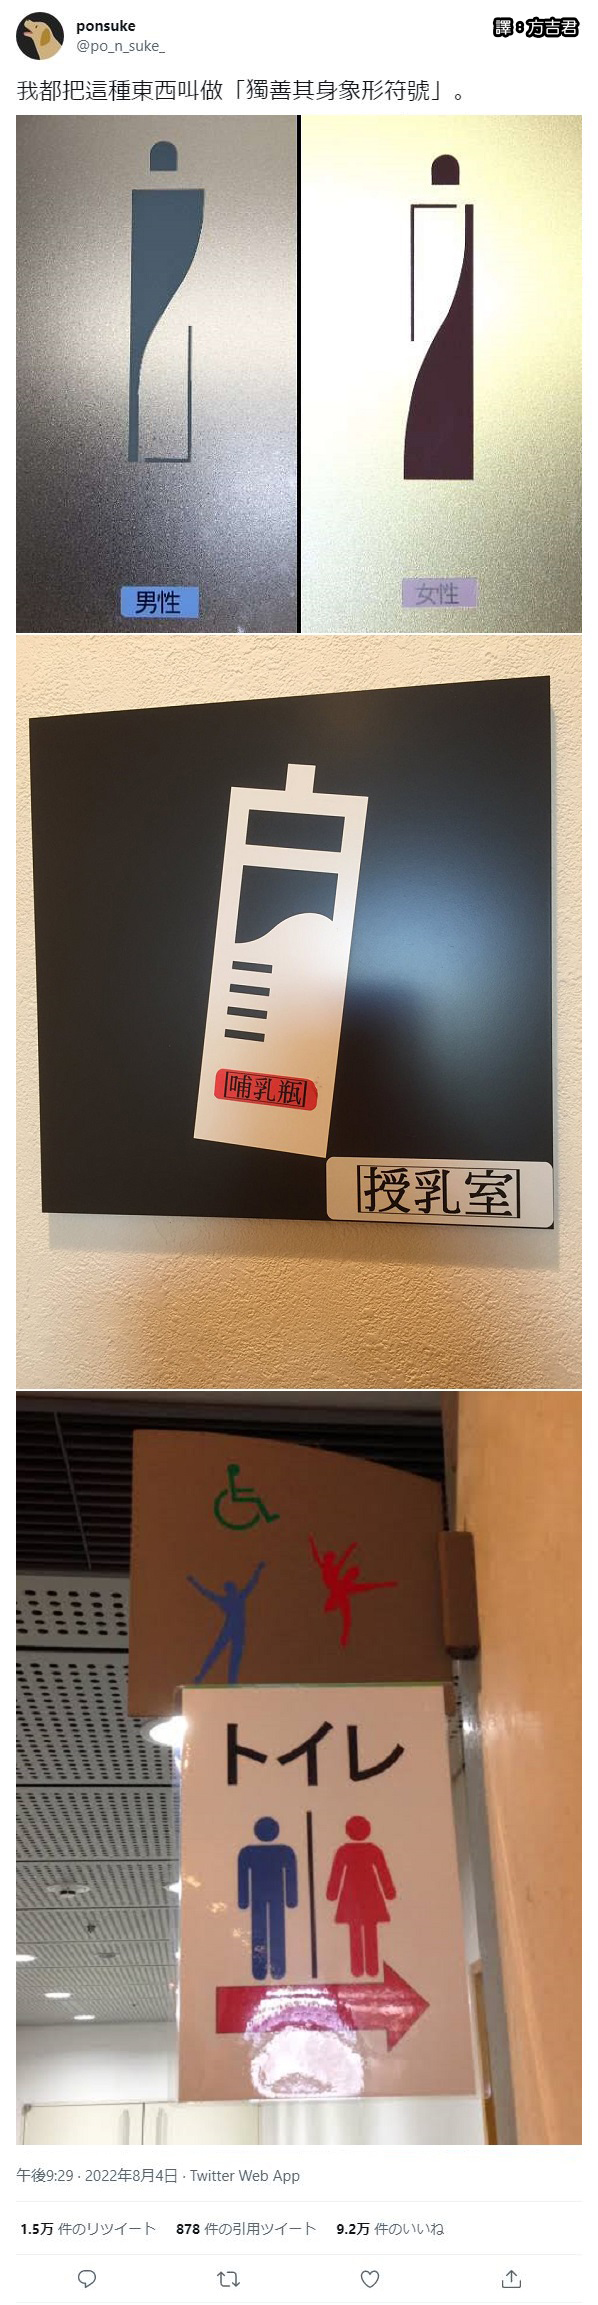 ponsuke
@po_n_suke_
譯●方吉君
我都把這種東西叫做「獨善其身象形符號」。
男性
女性
哺乳瓶
授乳室
トイレ
午後9:29 · 2022年8月4日 · Twitter Web App
1.5万 件のリツイート 878 件の引用ツイート 9.2万 件のいいね